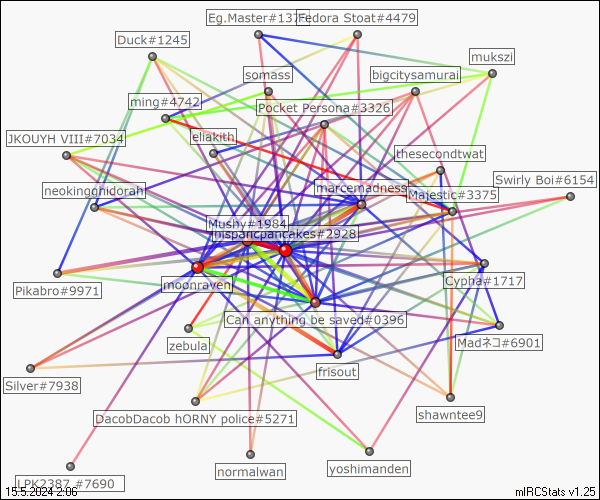 Eg.Master#137
Fedora Stoat#4479
Duck#1245
mukszi
somass
bigcitysamurai
ming#4742
Pocket Persona#3326
JKOUYH VIII#7034
eliakith
thesecondtwat
Swirly Boi#6154
neokingghidorah
marcemadness
Majestic#3375
Mushy#1984
hispancpancakes#2928
Pikabro#9971
moonraven
Cypha#1717
Can anything be saved#0396
zebula
Madネコ#6901
frisout
Silver#7938
DacobDacob hORNY police#5271
shawntee9
normalwan
yoshimanden
LPK2387 #7690
15.5.2024 2:06
mIRCStats v1.25